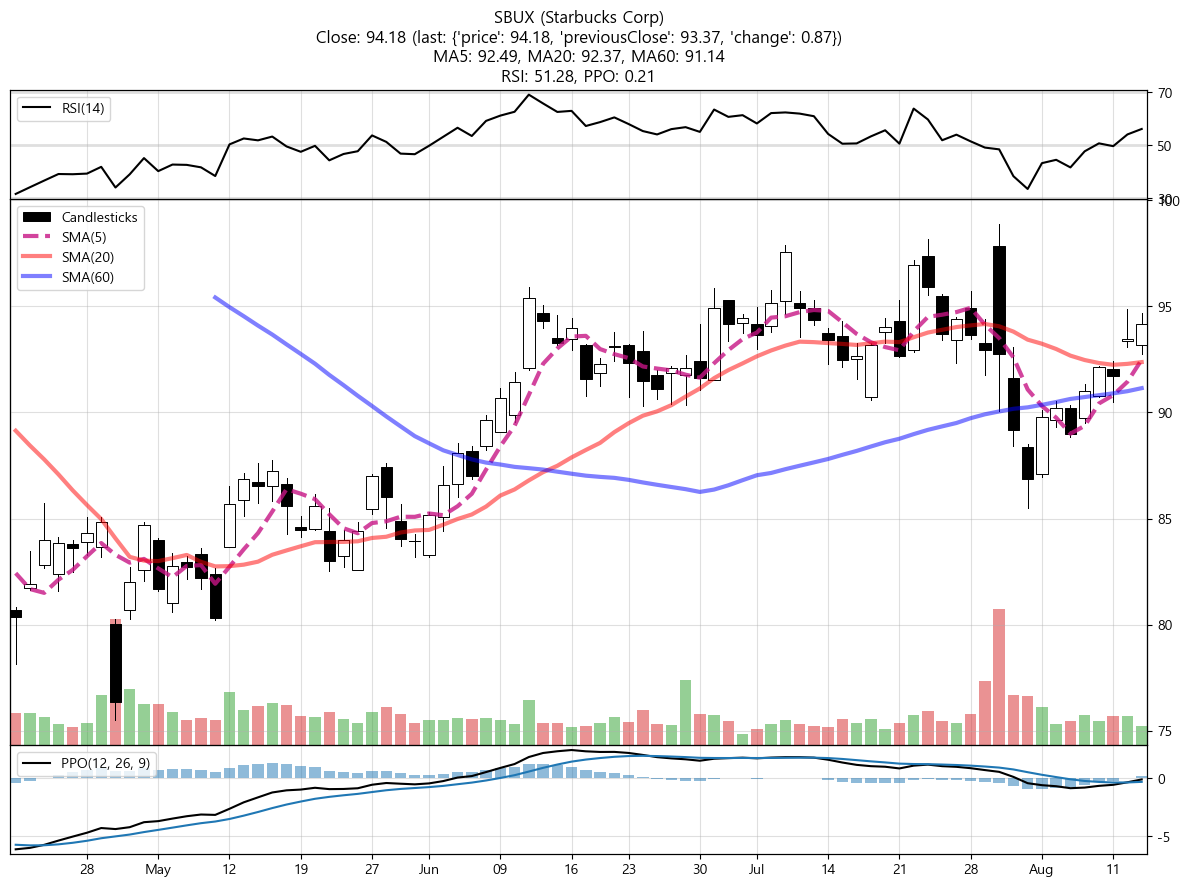 SBUX (Starbucks Corp)
Close: 94.18 (last: {'price': 94.18, 'previousClose': 93.37, 'change': 0.87})
MA5: 92.49, MA20: 92.37, MA60: 91.14
RSI: 51.28, PPO: 0.21
RSI(14)
70
50
30
100
Candlesticks
SMA(5)
SMA(20)
SMA(60)
95
90
85
80
75
PPO(12, 26, 9)
0
-5
28 May 12 19 27 Jun 09 16 23 30 Jul 14 21 28 Aug 11